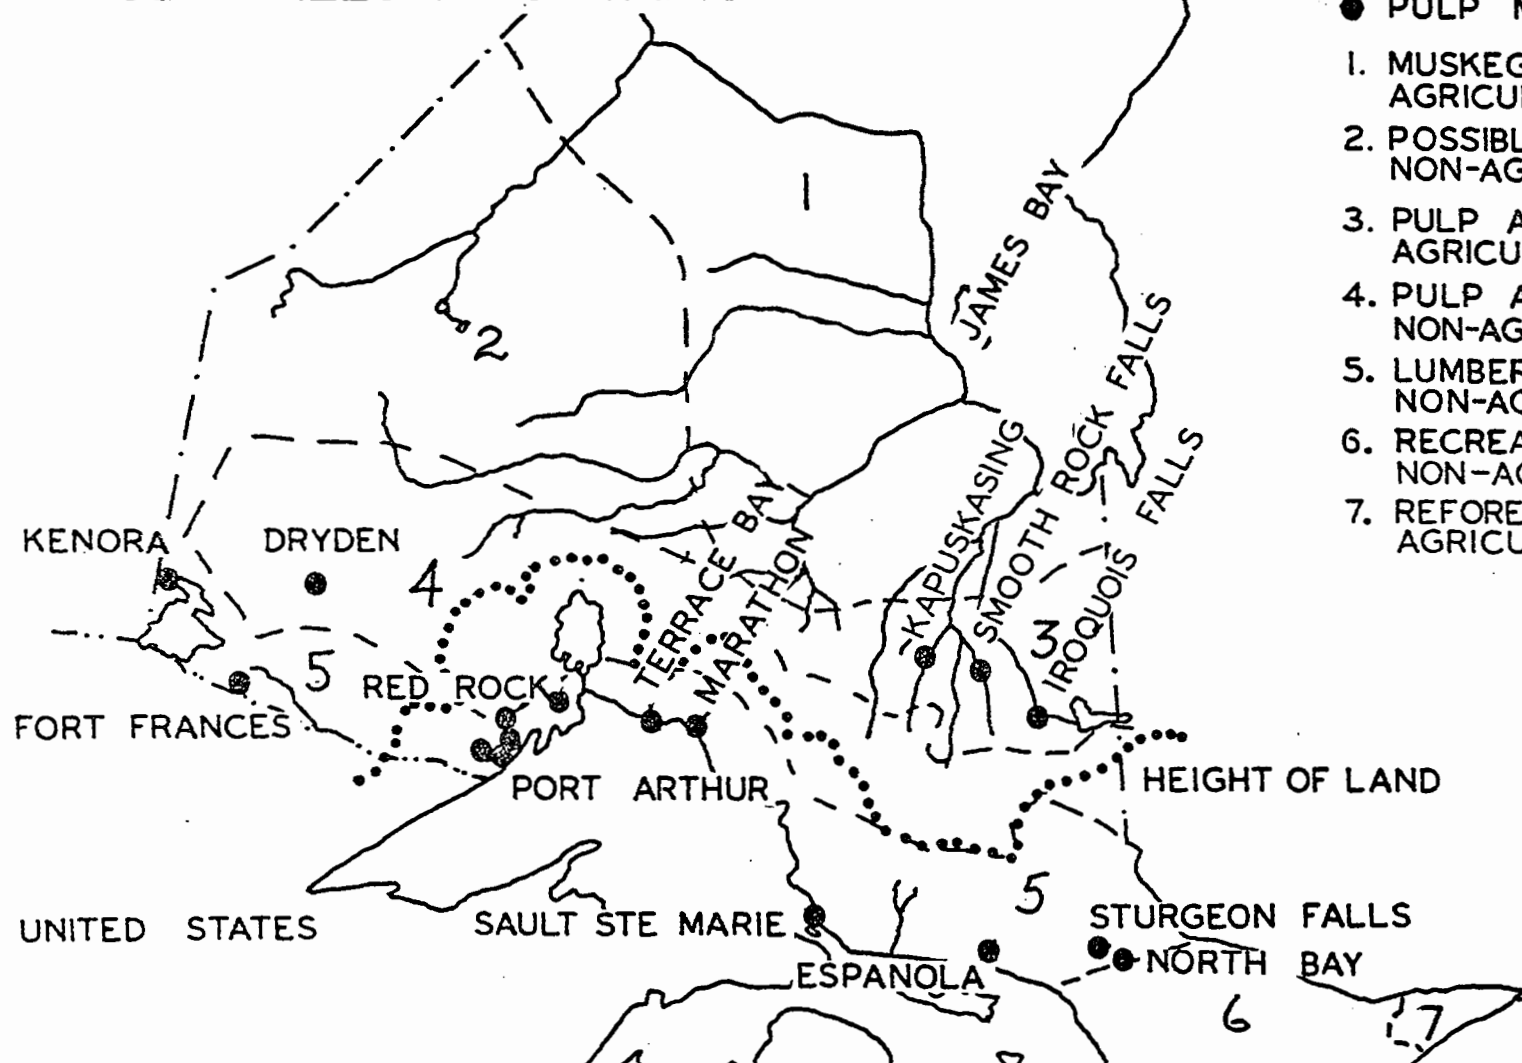 PULP
1. MUSKEG
AGRICU
2. POSSIBL
NON-AG
3. PULP A
AGRICU
4. PULP A
NON-AG
5. LUMBER
NON-AG
6. RECREA
NON-AG
7. REFORE
AGRICU
1
JAMES BAY
2
KENORA
DRYDEN
4
TERRACE BAY
MARATHON
KAPUSKASING
SMOOTH ROCK FALLS
IROQUOIS FALLS
3
5
RED ROCK
FORT FRANCES
PORT ARTHUR
HEIGHT OF LAND
UNITED STATES
SAULT STE MARIE
5
STURGEON FALLS
ESPANOLA
NORTH BAY
6
7